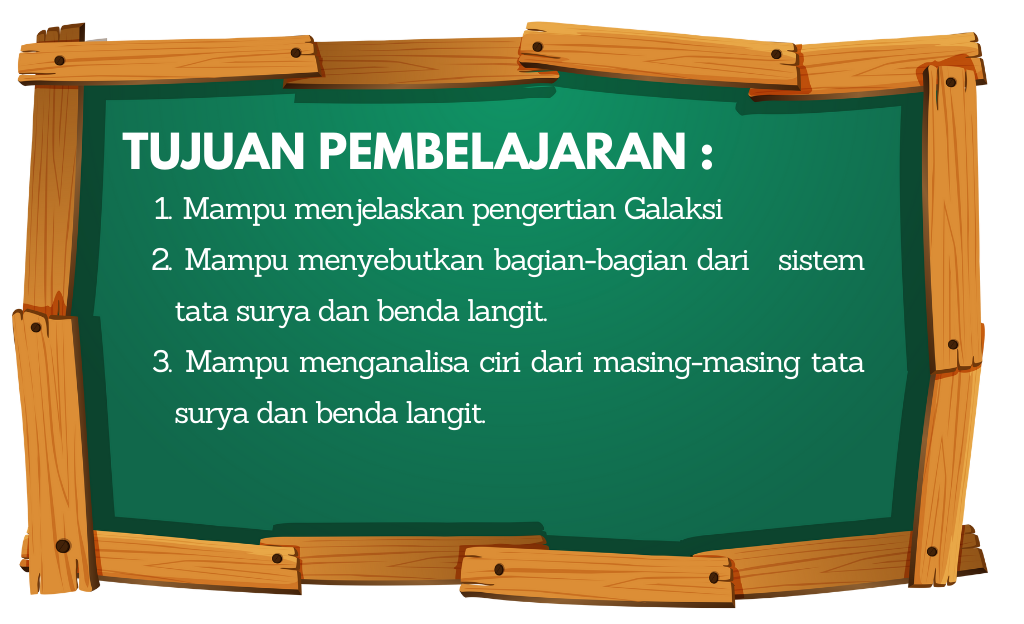 TUJUAN PEMBELAJARAN :
1. Mampu menjelaskan pengertian Galaksi
2. Mampu menyebutkan bagian-bagian dari sistem
tata surya dan benda langit.
3. Mampu menganalisa ciri dari masing-masing tata
surya dan benda langit.